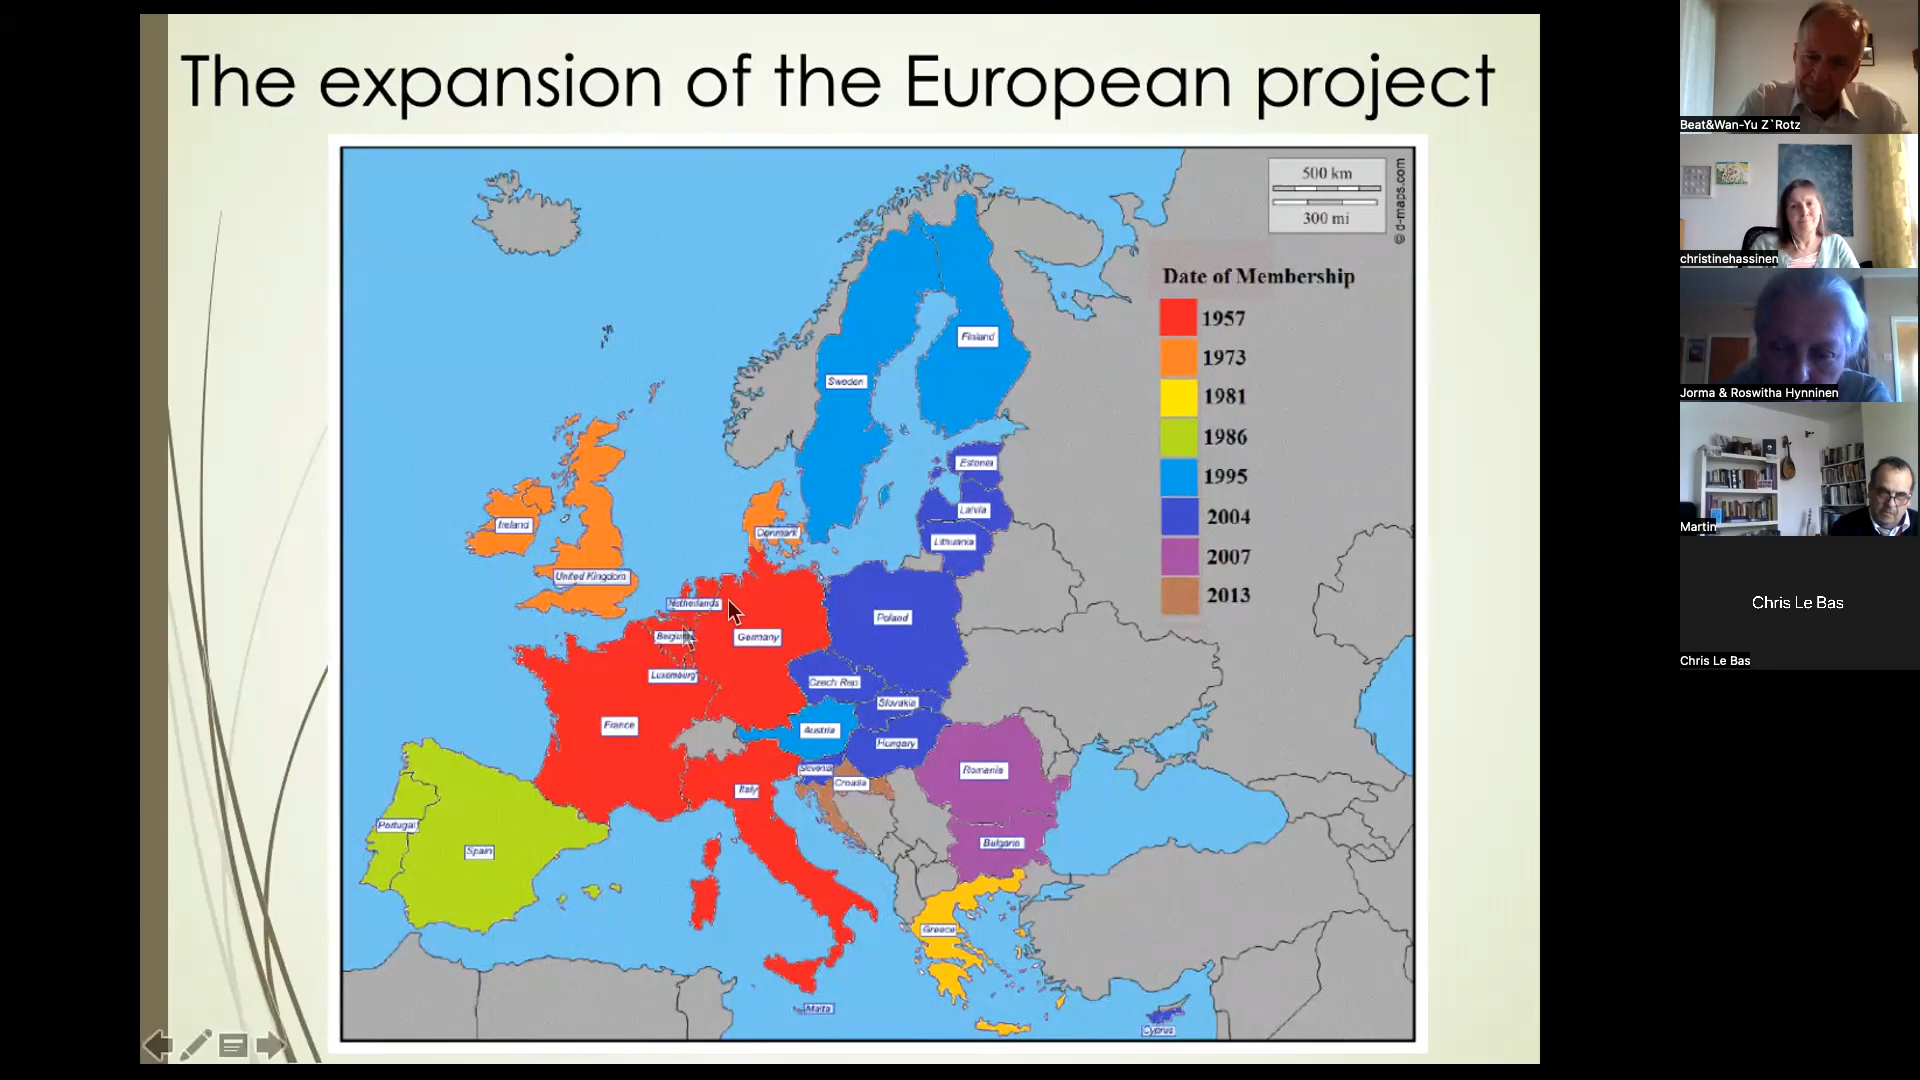 The expansion of the European project
500 km
300 mi
© d-maps.com
Date of Membership
1957
1973
1981
1986
1995
2004
2007
2013
Finland
Sweden
Estonia
Latvia
Lithuania
Ireland
Denmark
United Kingdom
Netherlands
Belgium
Germany
Poland
Luxemburg
Czech Rep
Slovakia
France
Austria
Hungary
Slovenia
Croatia
Romania
Italy
Portugal
Spain
Bulgaria
Greece
Malta
Cyprus
Beat&Wan-Yu Z`Rotz
christinehassinen
Jorma & Roswitha Hynninen
Martin
Chris Le Bas
Chris Le Bas